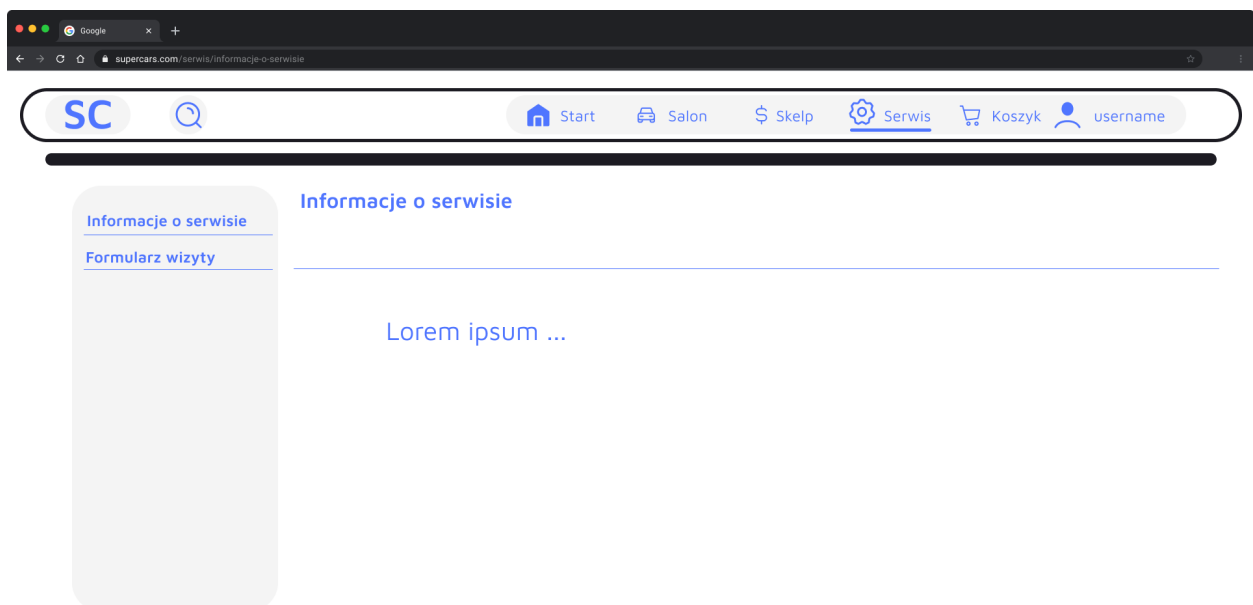 Google
supercars.com/serwis/informacje-o-serwisie
SC Start Salon $ Skelp Serwis Koszyk username
Informacje o serwisie
Formularz wizyty
Informacje o serwisie
Lorem ipsum ...